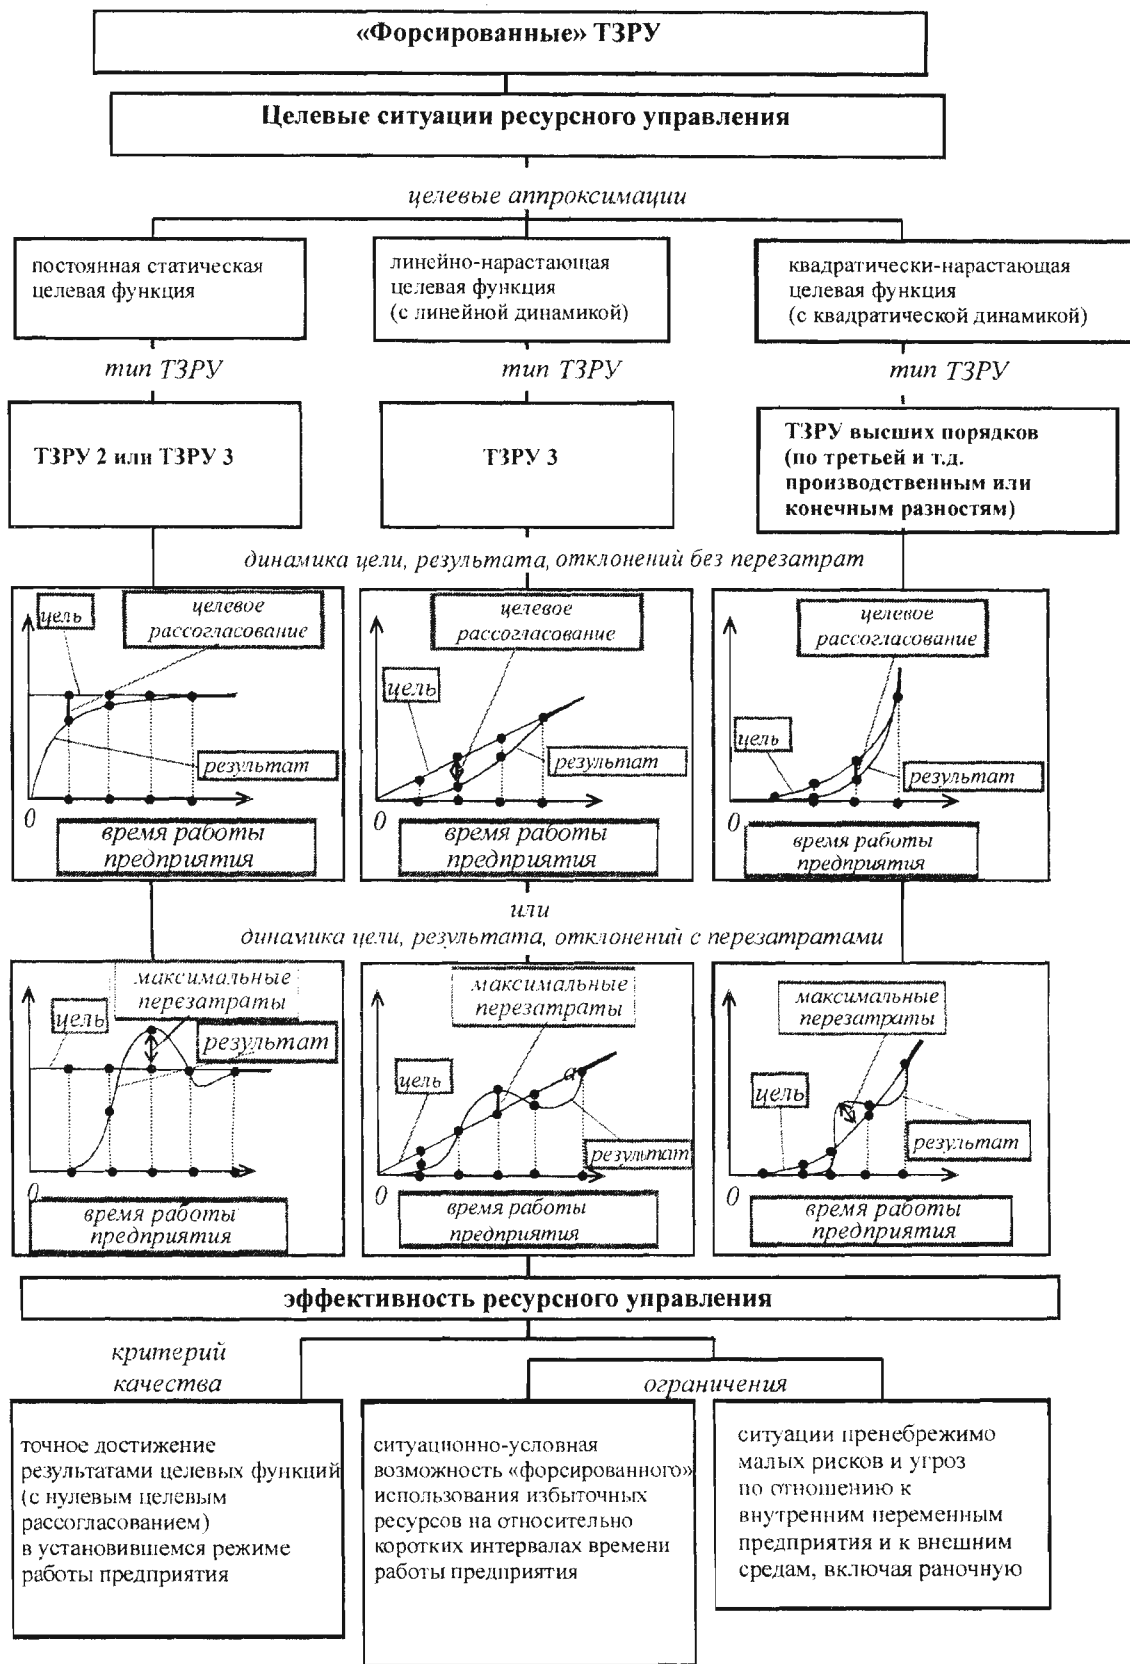 «Форсированные» ТЗРУ
Целевые ситуации ресурсного управления
целевые аппроксимации
постоянная статическая
целевая функция
линейно-нарастающая
целевая функция
(с линейной динамикой)
квадратически-нарастающая
целевая функция
(с квадратической динамикой)
тип ТЗРУ
тип ТЗРУ
тип ТЗРУ
ТЗРУ 2 или ТЗРУ 3
ТЗРУ 3
ТЗРУ высших порядков
(по третьей и т.д.
производственным или
конечным разностям)
динамика цели, результата, отклонений без перезатрат
цель
целевое
рассогласование
результат
0
время работы
предприятия
целевое
рассогласование
цель
результат
0
время работы
предприятия
целевое
рассогласование
цель
результат
0
время работы
предприятия
или
динамика цели, результата, отклонений с перезатратами
максимальные
перезатраты
цель
результат
0
время работы
предприятия
максимальные
перезатраты
цель
а
результат
0
время работы
предприятия
максимальные
перезатраты
цель
результат
0
время работы
предприятия
эффективность ресурсного управления
критерий
качества
ограничения
точное достижение
результатами целевых функций
(с нулевым целевым
рассогласованием)
в установившемся режиме
работы предприятия
ситуационно-условная
возможность «форсированного»
использования избыточных
ресурсов на относительно
коротких интервалах времени
работы предприятия
ситуации пренебрежимо
малых рисков и угроз
по отношению к
внутренним переменным
предприятия и к внешним
средам, включая раночную